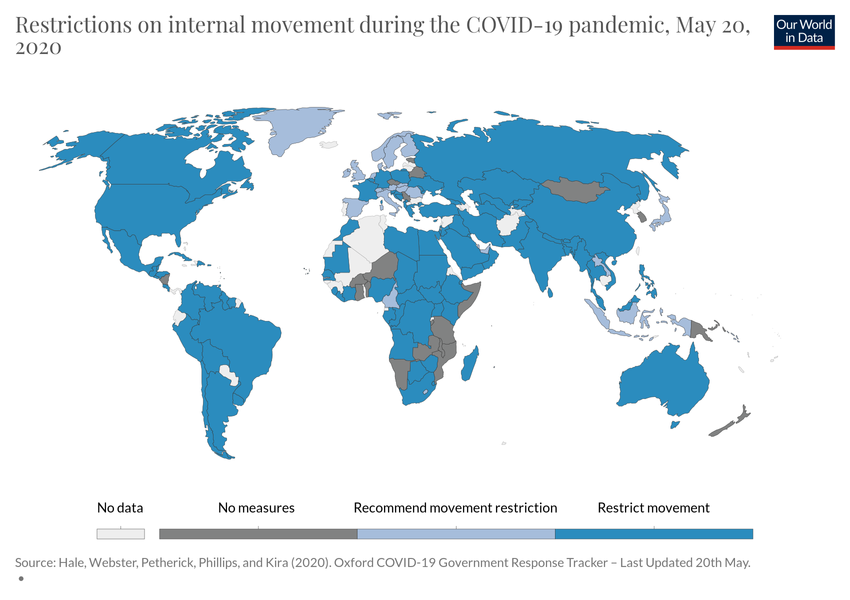 Restrictions on internal movement during the COVID-19 pandemic, May 20,
2020
Our World
in Data
No data
No measures
Recommend movement restriction
Restrict movement
Source: Hale, Webster, Petherick, Phillips, and Kira (2020). Oxford COVID-19 Government Response Tracker – Last Updated 20th May.
•